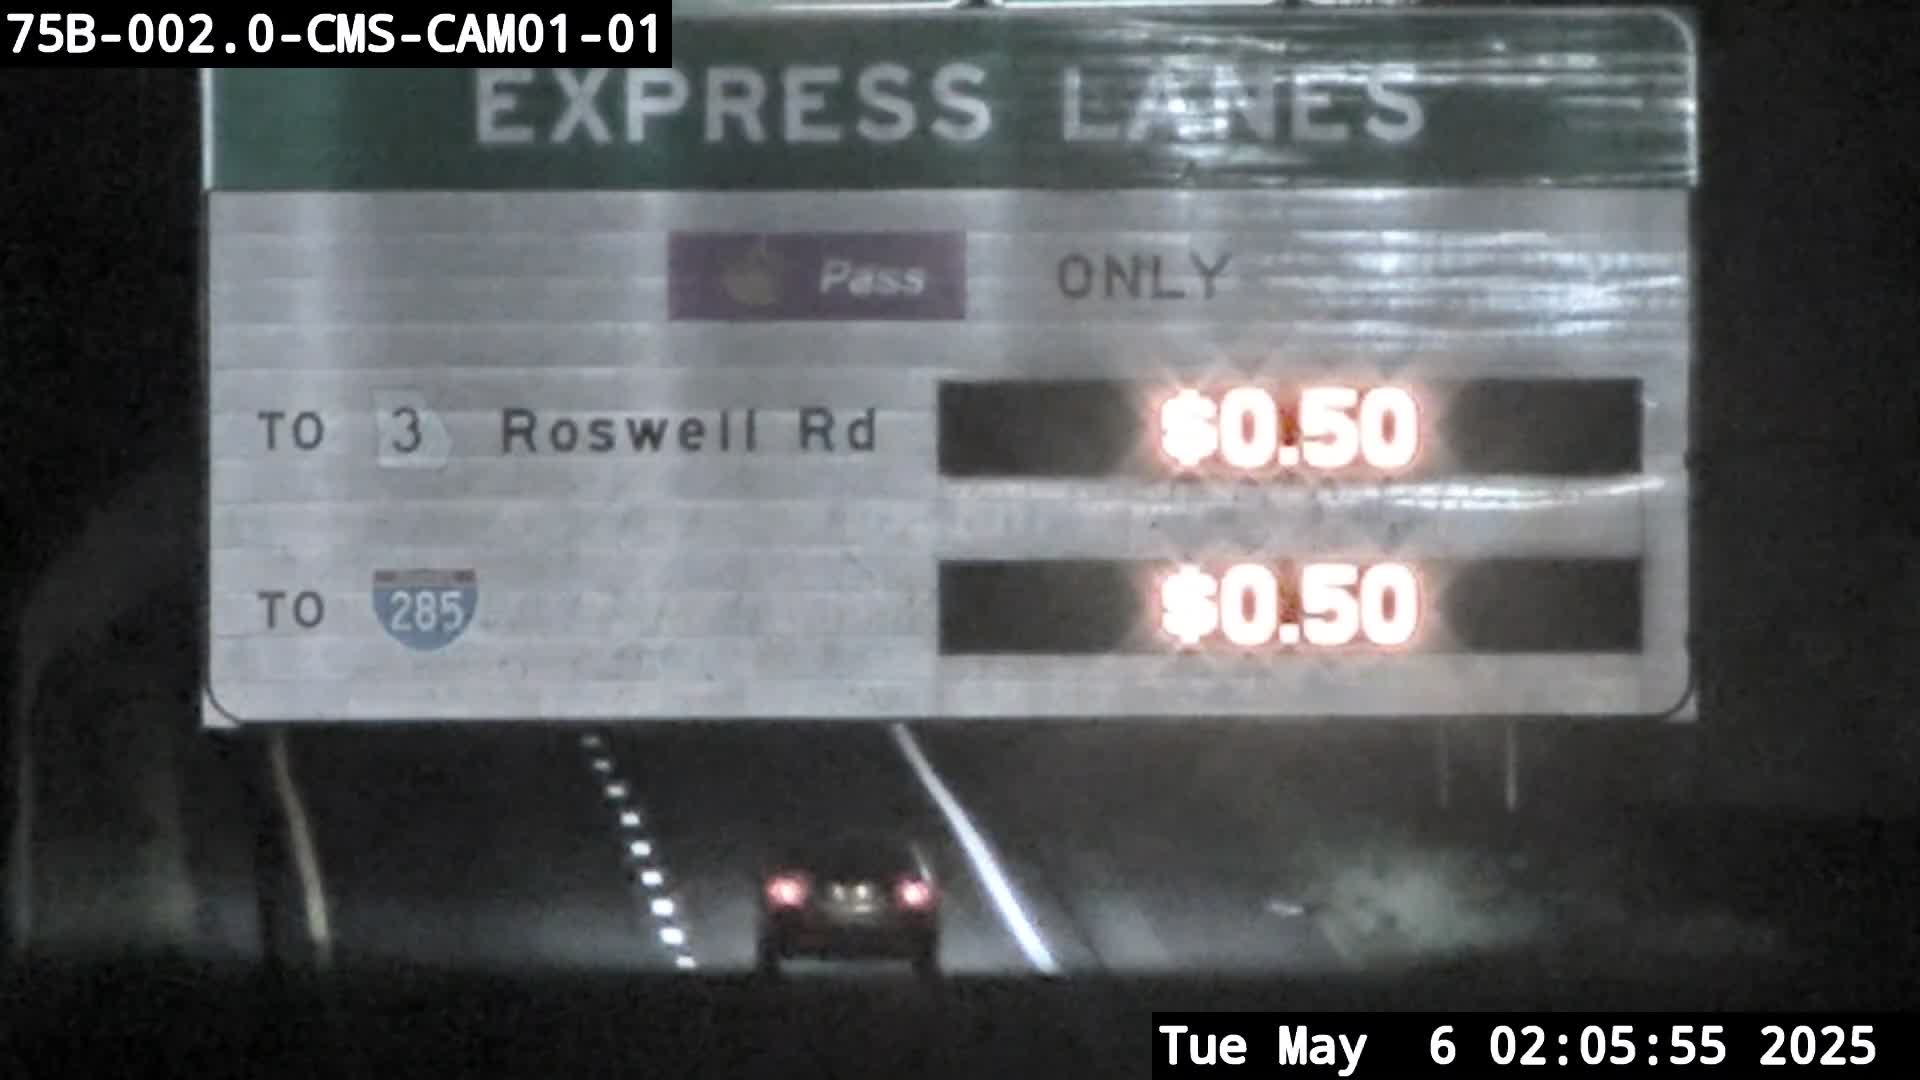 75B-002.0-CMS-CAM01-01
EXPRESS LANES
Pass ONLY
TO 3 Roswell Rd $0.50
TO 285 $0.50
Tue May 6 02:05:55 2025